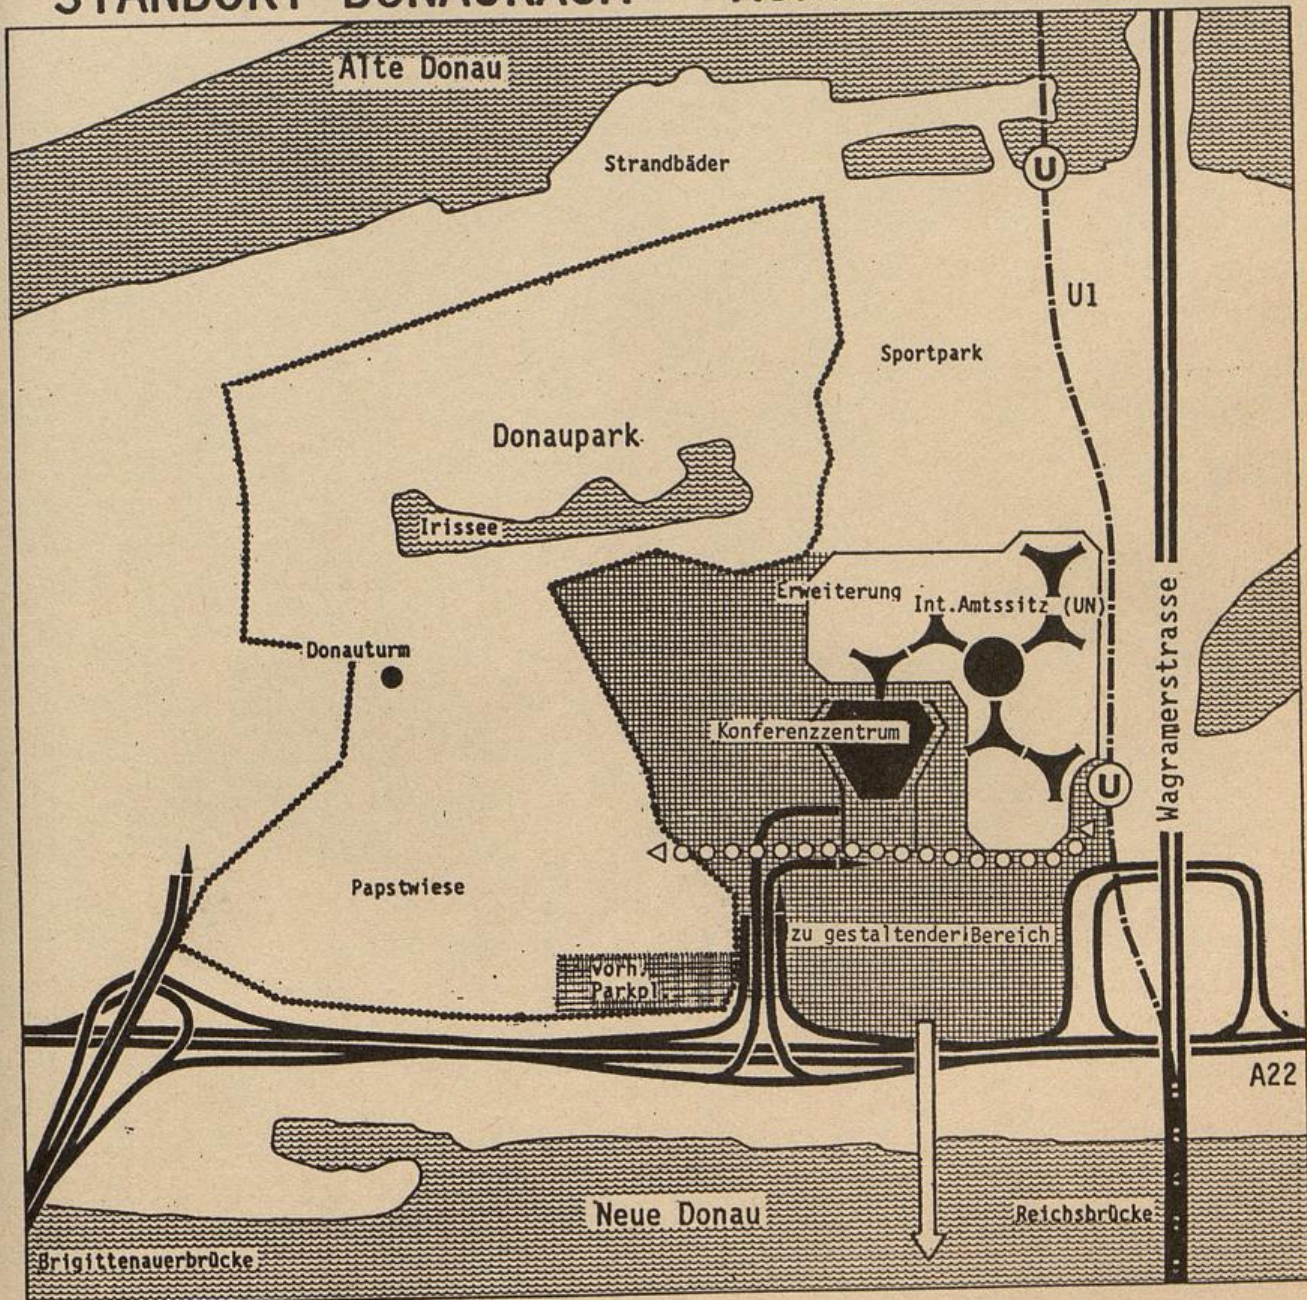 Alte Donau
Strandbäder
U
U1
Sportpark
Donaupark
Irissee
Erweiterung
Int.Amtssitz (UN)
Donauturm
Konferenzzentrum
Wagramerstrasse
U
Papstwiese
zu gestaltender Bereich
vorh.
Parkpl.
A22
Neue Donau
Reichsbrücke
Brigittenauerbrücke